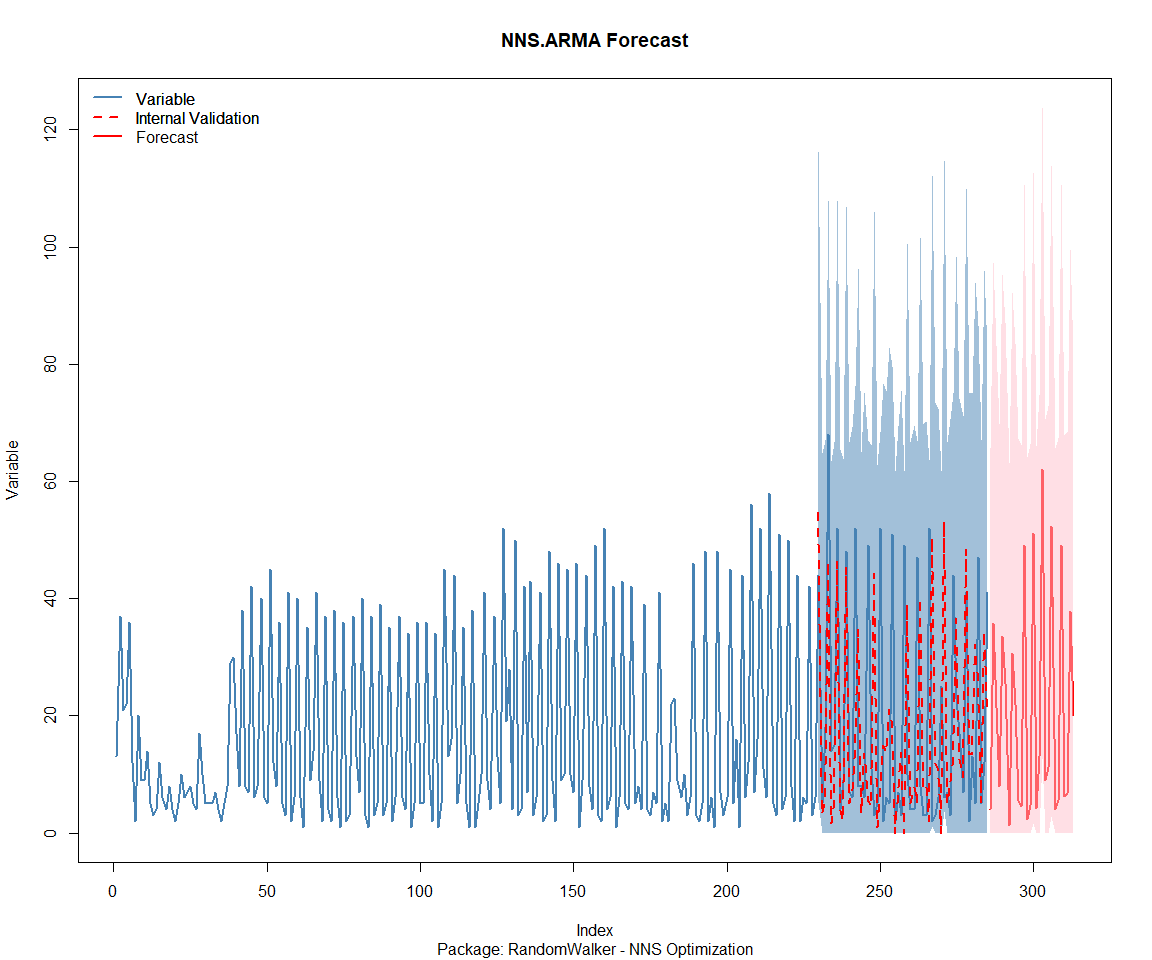 NNS.ARMA Forecast
Variable
Internal Validation
Forecast
Variable
120
100
80
60
40
20
0
0 50 100 150 200 250 300
Index
Package: RandomWalker - NNS Optimization